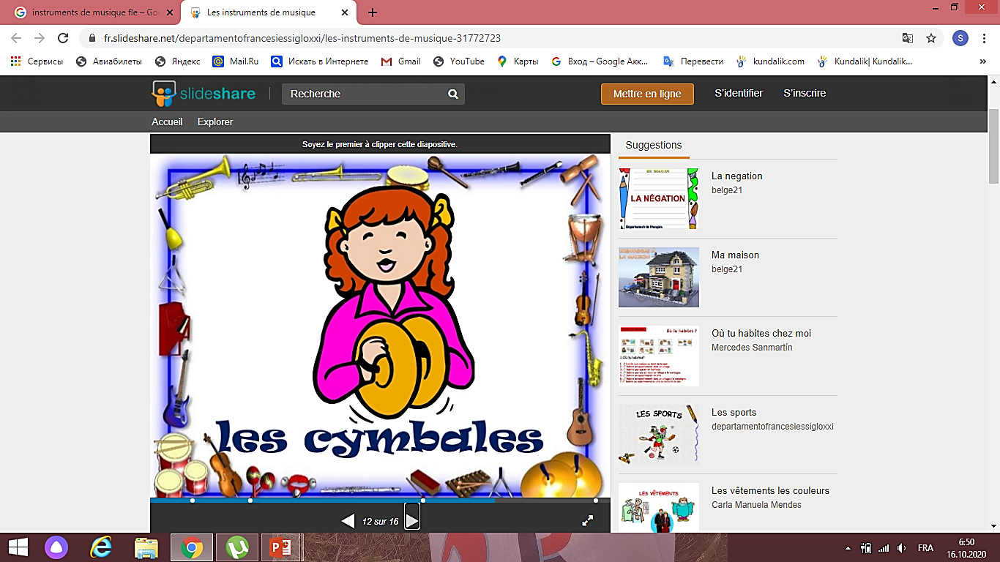 instruments de musique fle – Goo
Les instruments de musique
fr.slideshare.net/departamentofrancesiessigloxxi/les-instruments-de-musique-31772723
S
Сервисы
Авиабилеты
Яндекс
Mail.Ru
Искать в Интернете
Gmail
YouTube
Карты
Вход – Google Акк...
Перевести
kundalik.com
Kundalik| Kundalik...
slideshare
Recherche
Mettre en ligne
S'identifier
S'inscrire
Accueil
Explorer
Soyez le premier à clipper cette diapositive.
les cymbales
12 sur 16
Suggestions
LA NÉGATION
La negation
belge21
Ma maison
belge21
Où tu habites ?
Où tu habites chez moi
Mercedes Sanmartín
LES SPORTS
Les sports
departamentofrancesiessigloxxi
LES VÊTEMENTS
Les vêtements les couleurs
Carla Manuela Mendes
FRA
6:50
16.10.2020